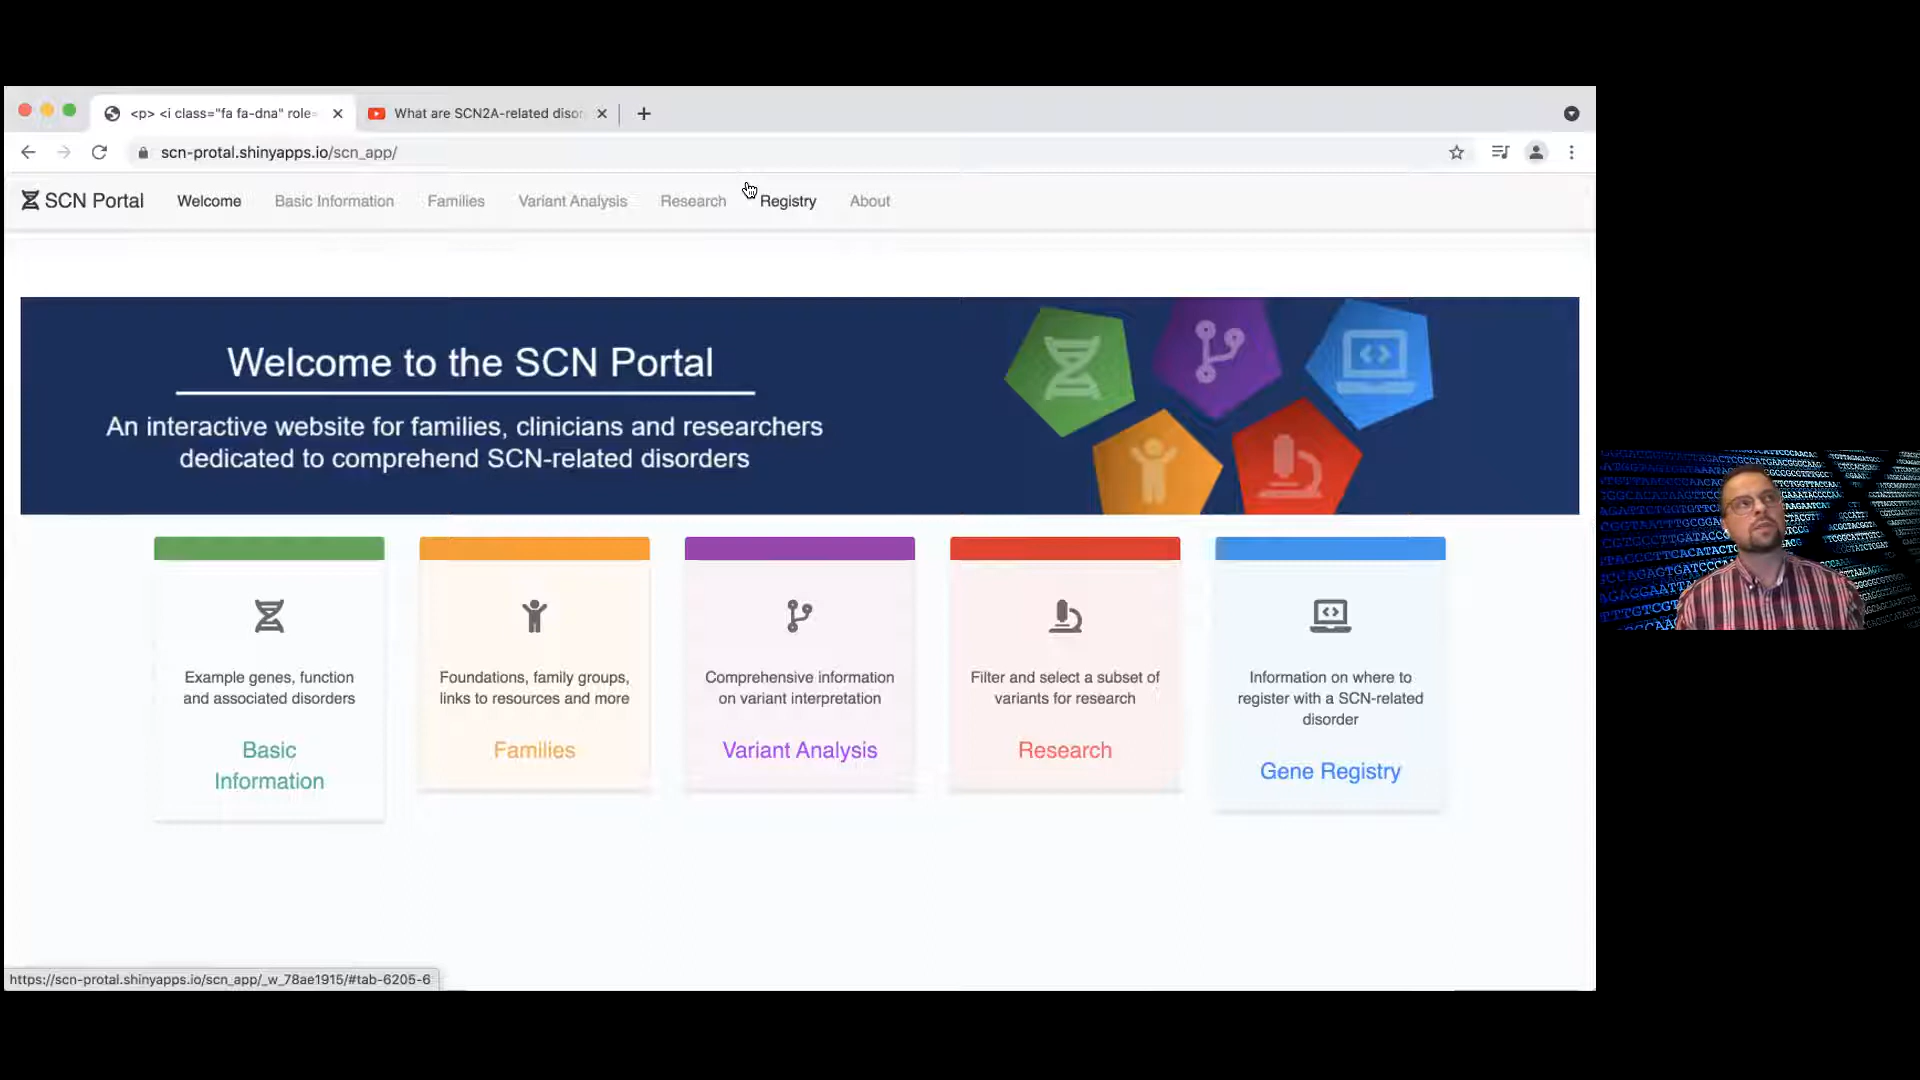 <p> <i class="fa fa-dna" role=
What are SCN2A-related disor
scn-protal.shinyapps.io/scn_app/
SCN Portal
Welcome
Basic Information
Families
Variant Analysis
Research
Registry
About
Welcome to the SCN Portal
An interactive website for families, clinicians and researchers
dedicated to comprehend SCN-related disorders
Example genes, function
and associated disorders
Basic
Information
Foundations, family groups,
links to resources and more
Families
Comprehensive information
on variant interpretation
Variant Analysis
Filter and select a subset of
variants for research
Research
Information on where to
register with a SCN-related
disorder
Gene Registry
https://scn-protal.shinyapps.io/scn_app/_w_78ae1915/#tab-6205-6